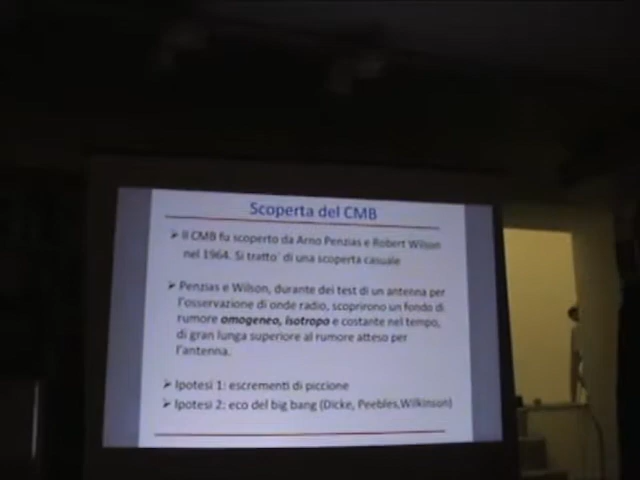 Scoperta del CMB
➢ Il CMB fu scoperto da Arno Penzias e Robert Wilson
nel 1964. Si tratto` di una scoperta casuale
➢ Penzias e Wilson, durante dei test di un antenna per
l'osservazione di onde radio, scoprirono un fondo di
rumore omogeneo, isotropo e costante nel tempo,
di gran lunga superiore al rumore atteso per
l'antenna.
➢ Ipotesi 1: escrementi di piccione
➢ Ipotesi 2: eco del big bang (Dicke, Peebles,Wilkinson)